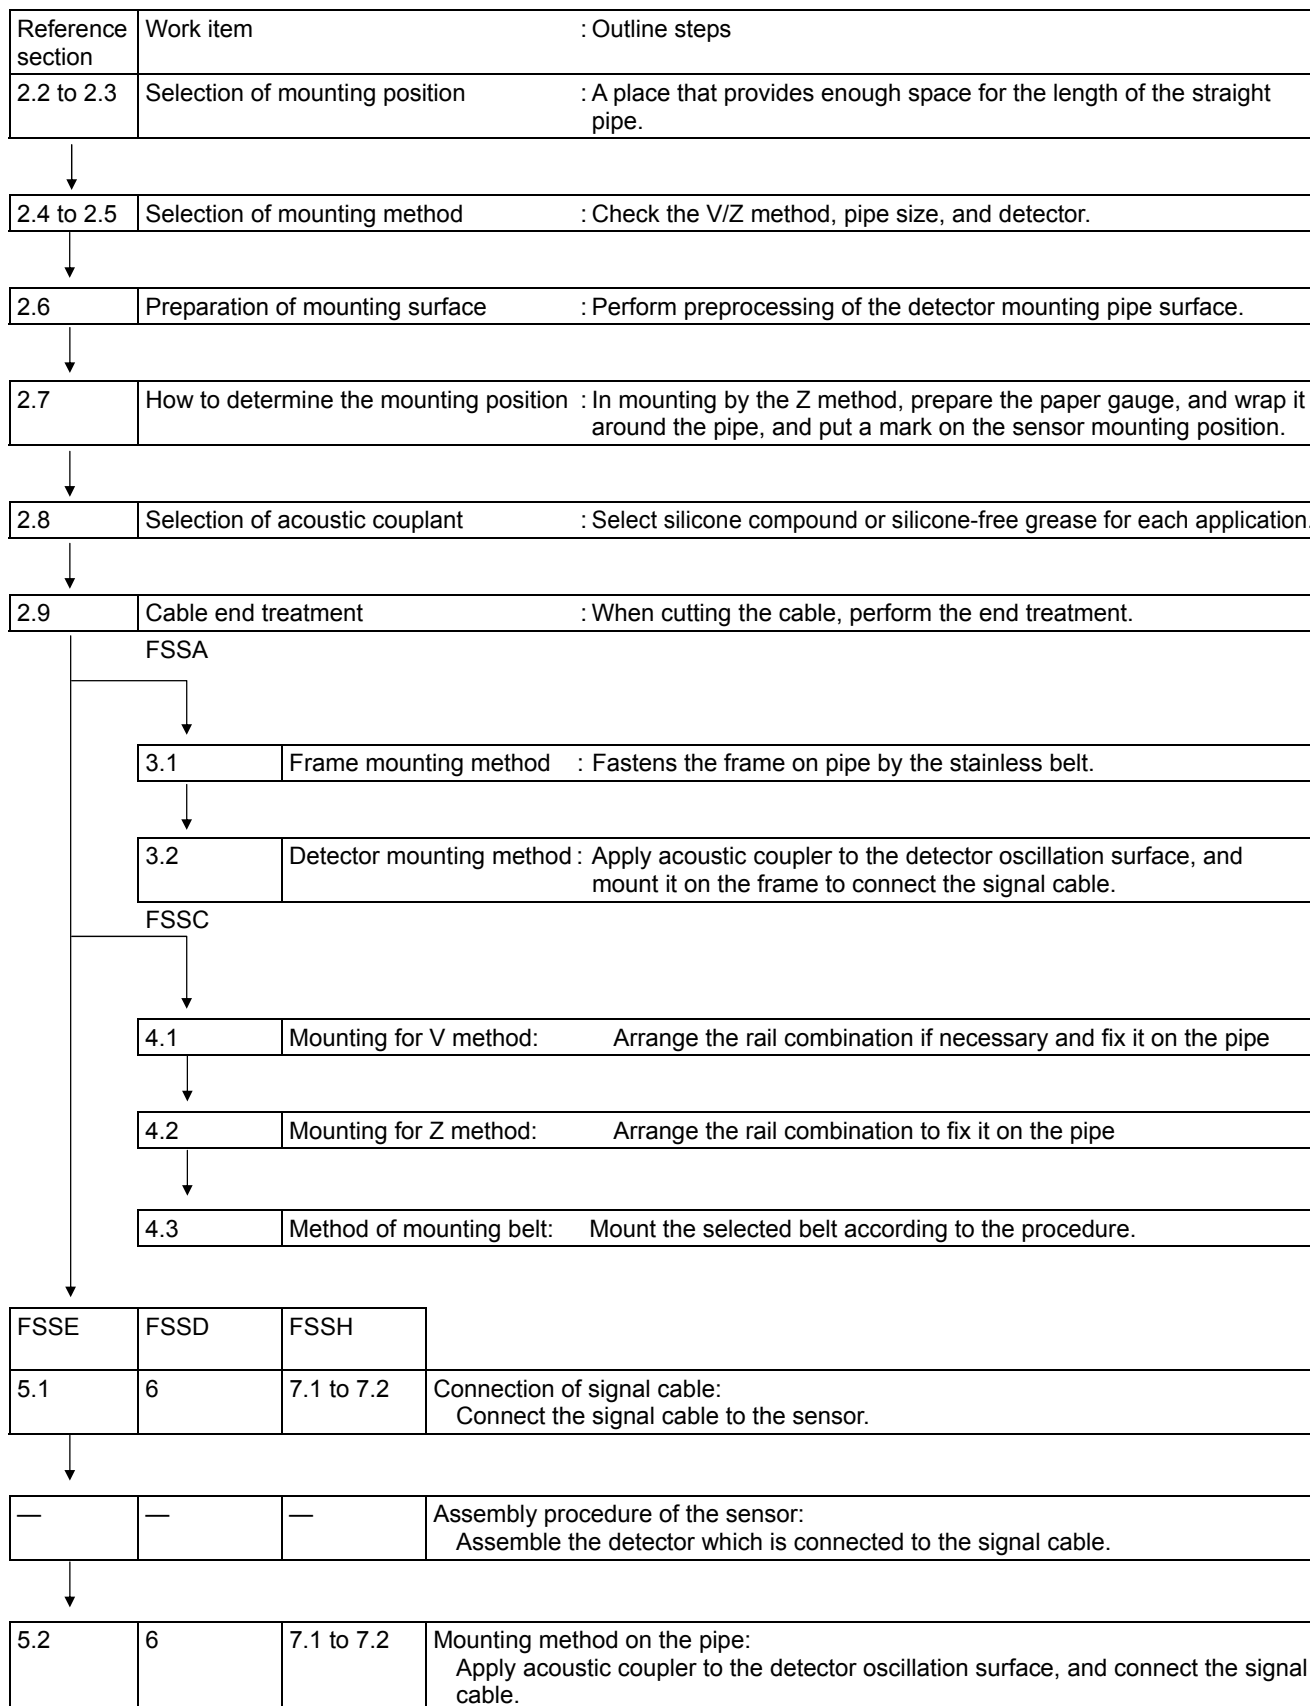 Reference Work item : Outline steps
section
2.2 to 2.3 Selection of mounting position : A place that provides enough space for the length of the straight
pipe.
2.4 to 2.5 Selection of mounting method : Check the V/Z method, pipe size, and detector.
2.6 Preparation of mounting surface : Perform preprocessing of the detector mounting pipe surface.
2.7 How to determine the mounting position : In mounting by the Z method, prepare the paper gauge, and wrap it
around the pipe, and put a mark on the sensor mounting position.
2.8 Selection of acoustic couplant : Select silicone compound or silicone-free grease for each application.
2.9 Cable end treatment : When cutting the cable, perform the end treatment.
FSSA
3.1 Frame mounting method : Fastens the frame on pipe by the stainless belt.
3.2 Detector mounting method : Apply acoustic coupler to the detector oscillation surface, and
mount it on the frame to connect the signal cable.
FSSC
4.1 Mounting for V method: Arrange the rail combination if necessary and fix it on the pipe
4.2 Mounting for Z method: Arrange the rail combination to fix it on the pipe
4.3 Method of mounting belt: Mount the selected belt according to the procedure.
FSSE FSSD FSSH
5.1 6 7.1 to 7.2 Connection of signal cable:
Connect the signal cable to the sensor.
— — — Assembly procedure of the sensor:
Assemble the detector which is connected to the signal cable.
5.2 6 7.1 to 7.2 Mounting method on the pipe:
Apply acoustic coupler to the detector oscillation surface, and connect the signal
cable.